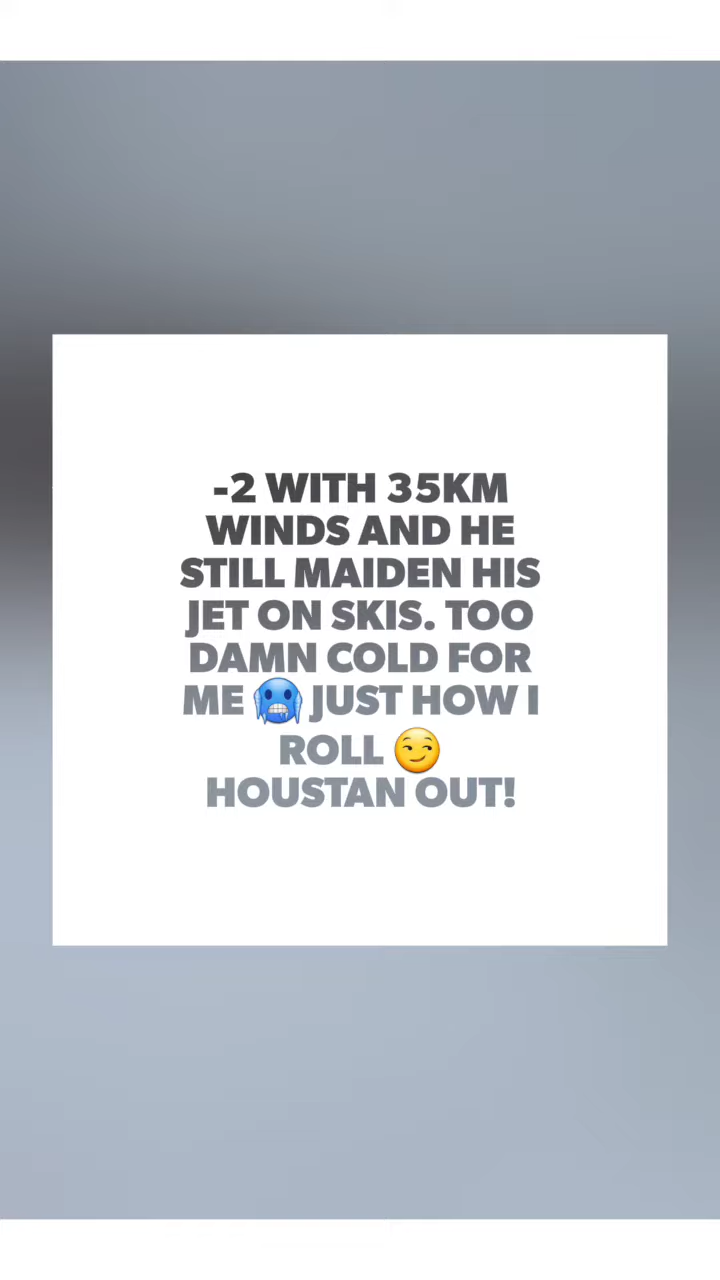 -2 WITH 35KM
WINDS AND HE
STILL MAIDEN HIS
JET ON SKIS. TOO
DAMN COLD FOR
ME 🥶 JUST HOW I
ROLL 😏
HOUSTAN OUT!